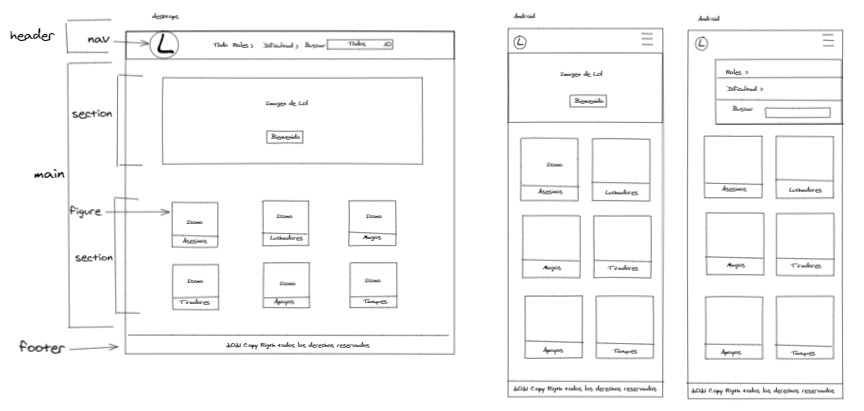 desktops
header
nav
L
Todo Roles > Dificultad > Buscar Todos
main
section
Imagen de Lol
Bienvenido
figure
section
Icono Icono Icono
Asesinos Luchadores Magos
Icono Icono Icono
Tiradores Apoyos Tanques
footer
2021 Copy Rigth todos los derechos reservados
Android
L
Imagen de Lol
Bienvenido
Icono
Asesinos Luchadores
Magos Tiradores
Apoyos Tanques
2021 Copy Rigth todos los derechos reservados
Android
L
Roles >
Dificultad >
Buscar
Asesinos Luchadores
Magos Tiradores
Apoyos Tanques
2021 Copy Rigth todos los derechos reservados